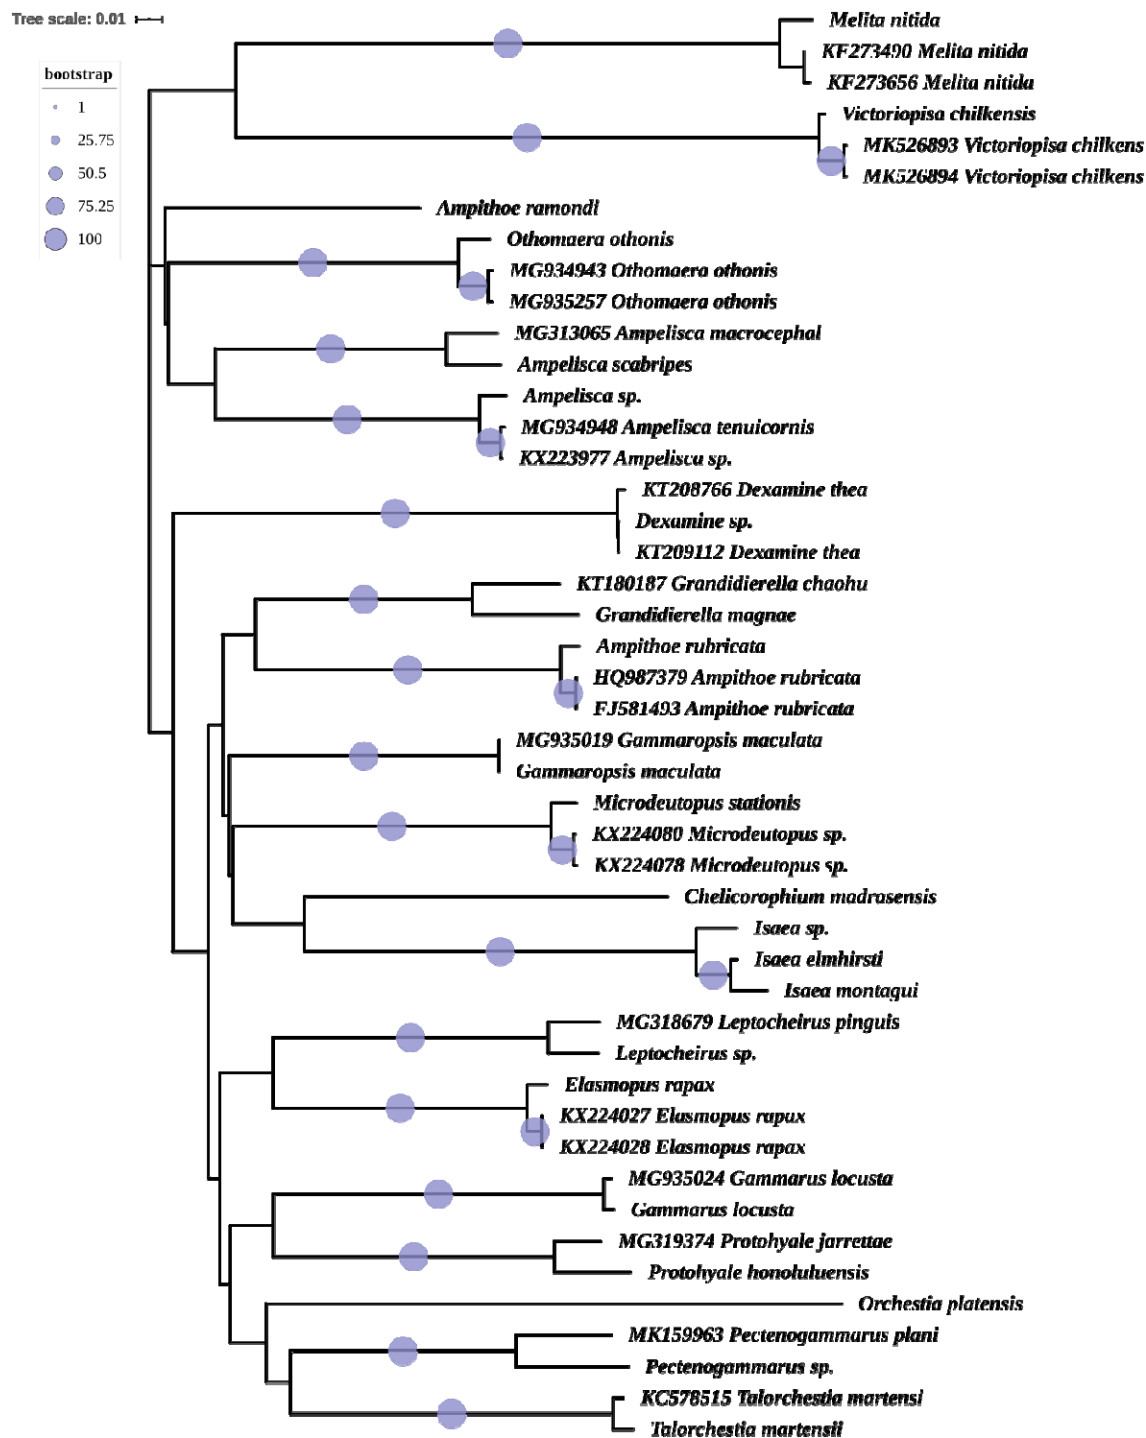 Tree scale: 0.01
bootstrap
1
25.75
50.5
75.25
100
Melita nitida
KF273490 Melita nitida
KF273656 Melita nitida
Victoriopisa chilkensis
MK526893 Victoriopisa chilkens
MK526894 Victoriopisa chilkens
Ampithoe ramondi
Othomaera othonis
MG934943 Othomaera othonis
MG935257 Othomaera othonis
MG313065 Ampelisca macrocephal
Ampelisca scabripes
Ampelisca sp.
MG934948 Ampelisca tenuicornis
KX223977 Ampelisca sp.
KT208766 Dexamine thea
Dexamine sp.
KT209112 Dexamine thea
KT180187 Grandidierella chaohu
Grandidierella magnae
Ampithoe rubricata
HQ987379 Ampithoe rubricata
FJ581493 Ampithoe rubricata
MG935019 Gammaropsis maculata
Gammaropsis maculata
Microdeutopus stationis
KX224080 Microdeutopus sp.
KX224078 Microdeutopus sp.
Chelicorophium madrasensis
Isaea sp.
Isaea elmhirsti
Isaea montagui
MG318679 Leptocheirus pinguis
Leptocheirus sp.
Elasmopus rapax
KX224027 Elasmopus rapax
KX224028 Elasmopus rapax
MG935024 Gammarus locusta
Gammarus locusta
MG319374 Protohyale jarrettae
Protohyale honoluluensis
Orchestia platensis
MK159963 Pectenogammarus plani
Pectenogammarus sp.
KC578515 Talorchestia martensi
Talorchestia martensii